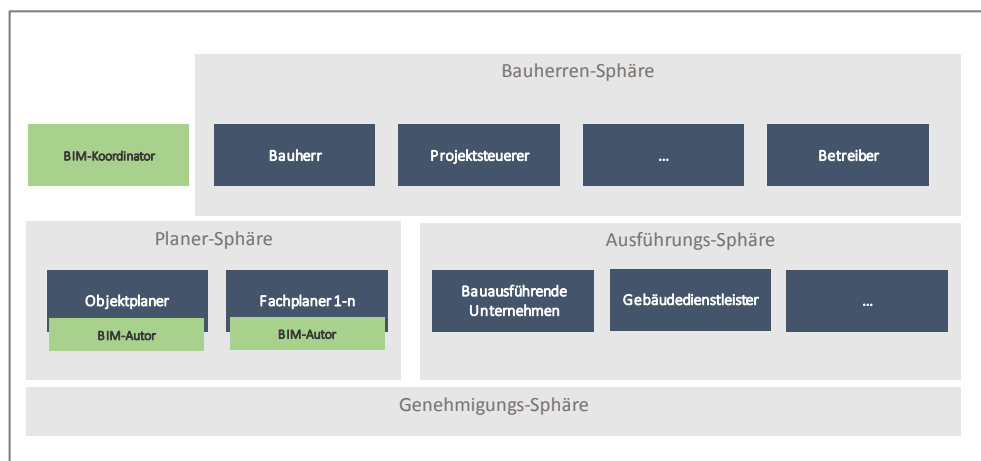 Bauherren-Sphäre
BIM-Koordinator
Bauherr
Projektsteuerer
...
Betreiber
Planer-Sphäre
Objektplaner
BIM-Autor
Fachplaner 1-n
BIM-Autor
Ausführungs-Sphäre
Bauausführende
Unternehmen
Gebäudedienstleister
...
Genehmigungs-Sphäre